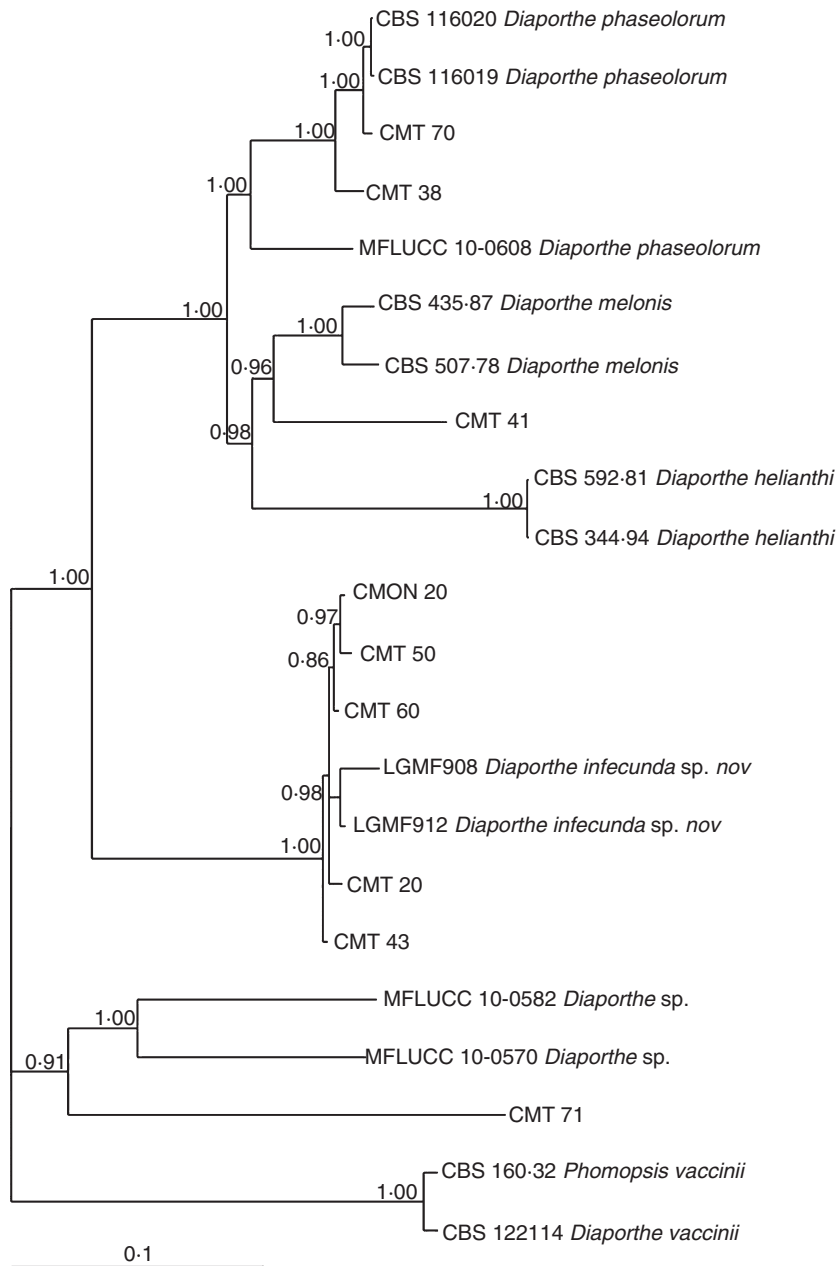 CBS 116020 Diaporthe phaseolorum
1·00
CBS 116019 Diaporthe phaseolorum
1·00
CMT 70
1·00
CMT 38
1·00
MFLUCC 10-0608 Diaporthe phaseolorum
CBS 435·87 Diaporthe melonis
1·00
1·00
CBS 507·78 Diaporthe melonis
0·96
CMT 41
0·98
CBS 592·81 Diaporthe helianthi
1·00
CBS 344·94 Diaporthe helianthi
1·00
CMON 20
0·97
CMT 50
0·86
CMT 60
LGMF908 Diaporthe infecunda sp. nov
0·98
LGMF912 Diaporthe infecunda sp. nov
1·00
CMT 20
CMT 43
MFLUCC 10-0582 Diaporthe sp.
1·00
MFLUCC 10-0570 Diaporthe sp.
0·91
CMT 71
CBS 160·32 Phomopsis vaccinii
1·00
CBS 122114 Diaporthe vaccinii
0·1